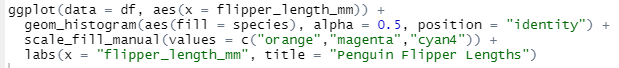 ggplot(data = df, aes(x = flipper_length_mm)) +
  geom_histogram(aes(fill = species), alpha = 0.5, position = "identity") +
  scale_fill_manual(values = c("orange","magenta","cyan4")) +
  labs(x = "flipper_length_mm", title = "Penguin Flipper Lengths")